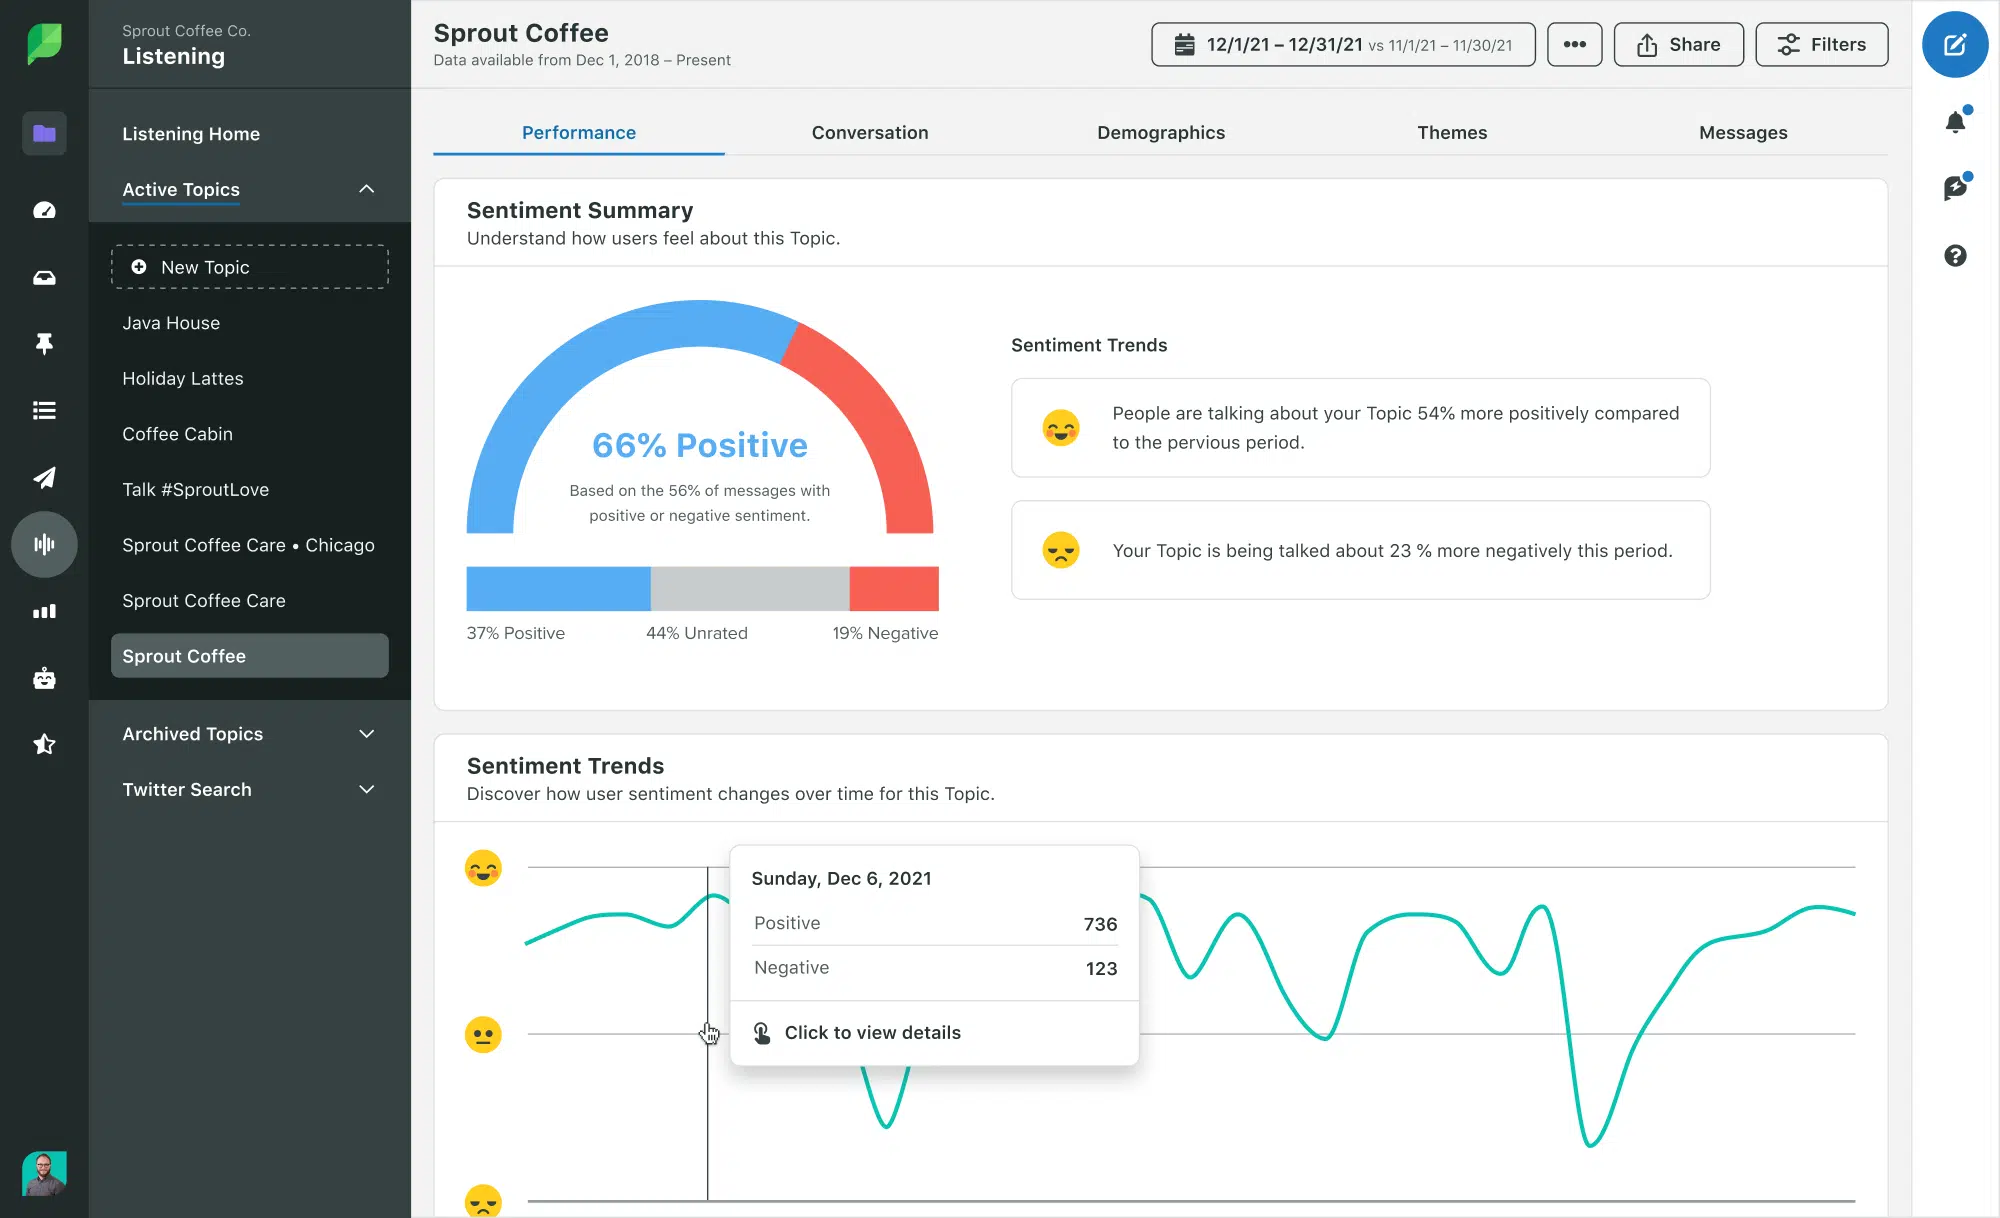 Sprout Coffee Co.
Listening
Listening Home
Active Topics
New Topic
Java House
Holiday Lattes
Coffee Cabin
Talk #SproutLove
Sprout Coffee Care • Chicago
Sprout Coffee Care
Sprout Coffee
Archived Topics
Twitter Search
Sprout Coffee
Data available from Dec 1, 2018 – Present
12/1/21 – 12/31/21 vs 11/1/21 – 11/30/21
Share
Filters
Performance
Conversation
Demographics
Themes
Messages
Sentiment Summary
Understand how users feel about this Topic.
66% Positive
Based on the 56% of messages with
positive or negative sentiment.
37% Positive
44% Unrated
19% Negative
Sentiment Trends
People are talking about your Topic 54% more positively compared
to the pervious period.
Your Topic is being talked about 23 % more negatively this period.
Sentiment Trends
Discover how user sentiment changes over time for this Topic.
Sunday, Dec 6, 2021
Positive 736
Negative 123
Click to view details